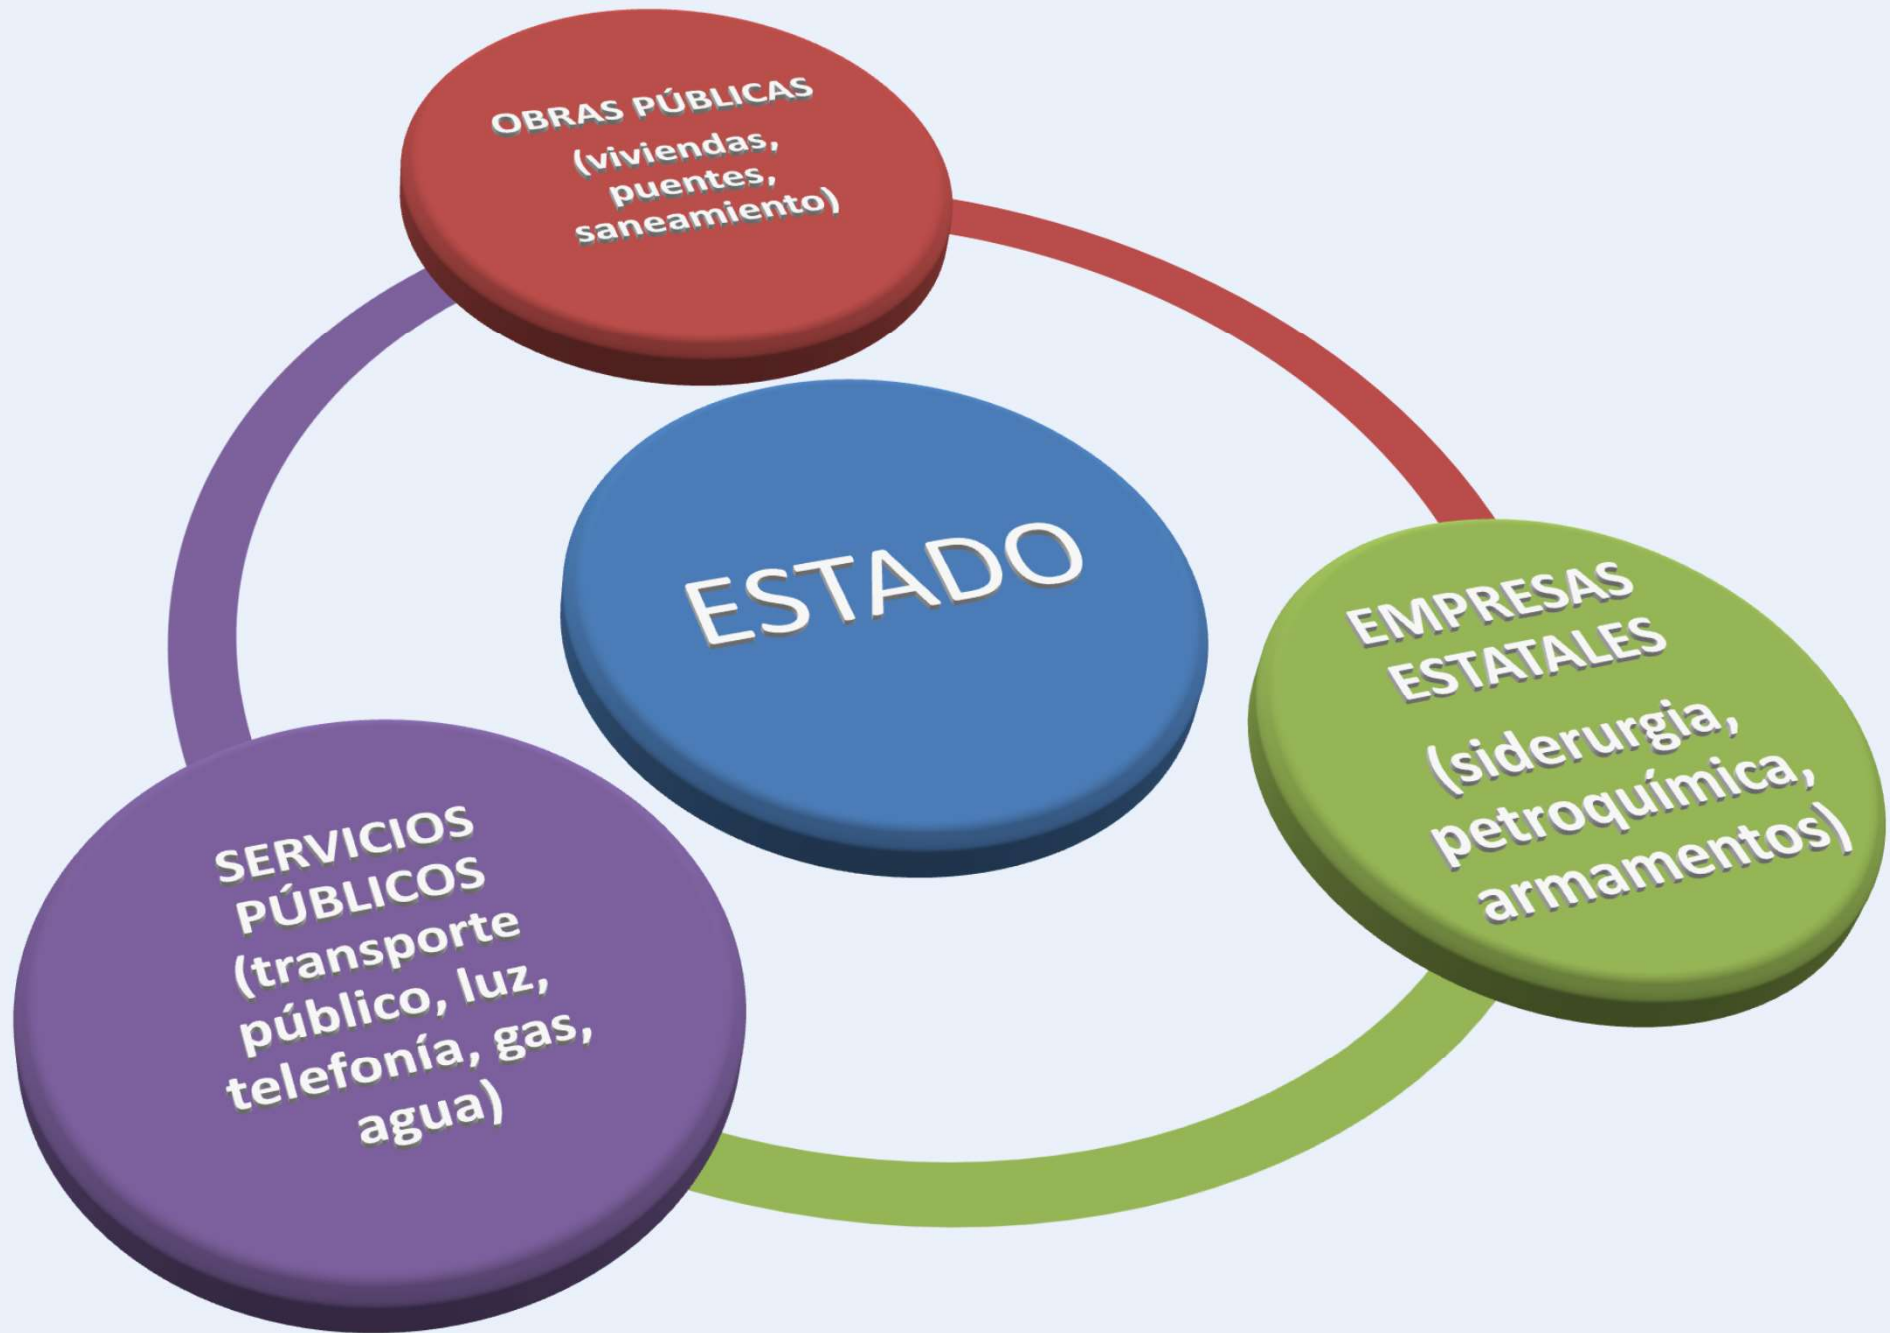 OBRAS PÚBLICAS
(viviendas,
puentes,
saneamiento)
ESTADO
EMPRESAS
ESTATALES
(siderurgia,
petroquímica,
armamentos)
SERVICIOS
PÚBLICOS
(transporte
público, luz,
telefonía, gas,
agua)